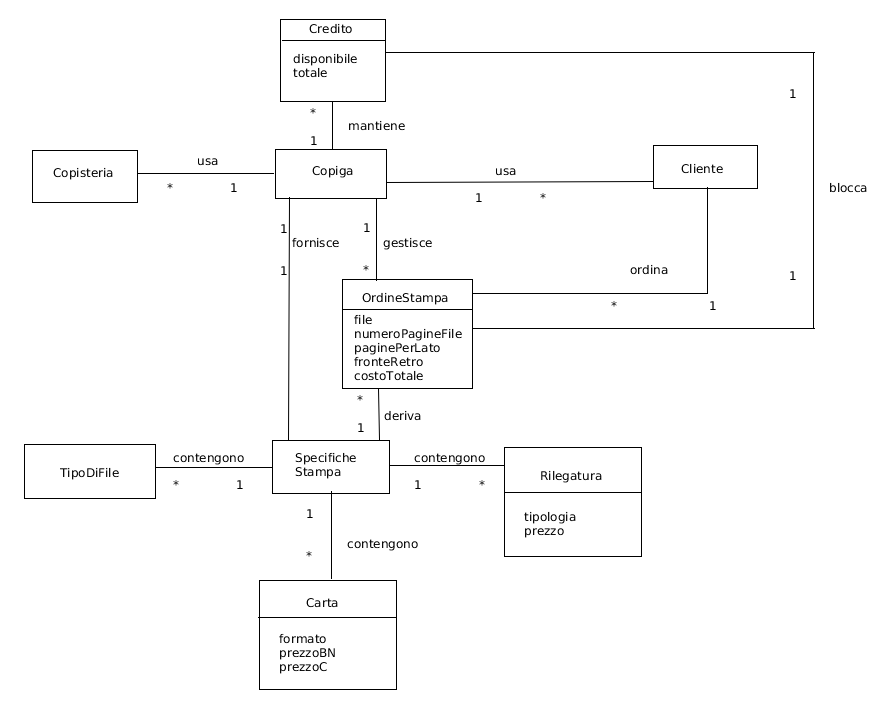 Credito
disponibile
totale
*
mantiene
1
1
Copisteria
usa
*
1
Copiga
usa
1
*
Cliente
blocca
1
fornisce
1
1
gestisce
*
ordina
*
1
1
OrdineStampa
file
numeroPagineFile
paginePerLato
fronteRetro
costoTotale
*
deriva
1
TipoDiFile
contengono
*
1
Specifiche
Stampa
contengono
1
*
Rilegatura
tipologia
prezzo
1
contengono
*
Carta
formato
prezzoBN
prezzoC